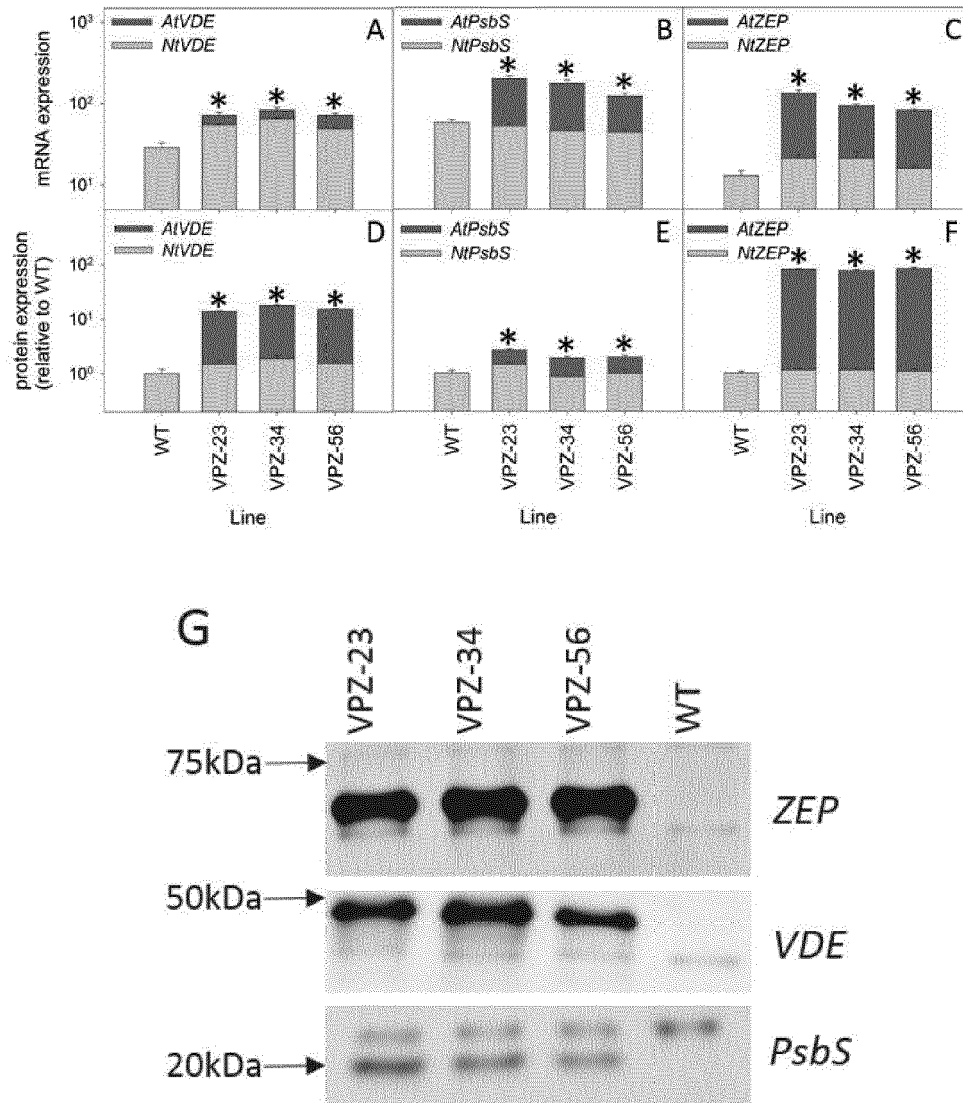 mRNA expression
10³
10²
10¹
AtVDE
NtVDE
A
*
*
*
AtPsbS
NtPsbS
B
*
*
*
AtZEP
NtZEP
C
*
*
*
protein expression
(relative to WT)
10²
10¹
10⁰
AtVDE
NtVDE
D
*
*
*
AtPsbS
NtPsbS
E
*
*
*
AtZEP
NtZEP
F
*
*
*
WT
VPZ-23
VPZ-34
VPZ-56
WT
VPZ-23
VPZ-34
VPZ-56
WT
VPZ-23
VPZ-34
VPZ-56
Line
Line
Line
G
VPZ-23
VPZ-34
VPZ-56
WT
75kDa
ZEP
50kDa
VDE
20kDa
PsbS